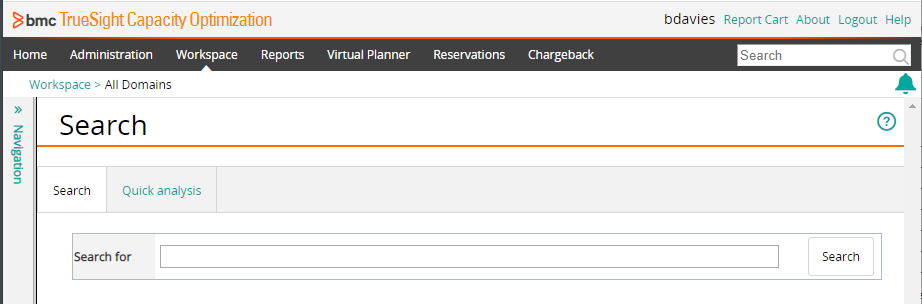 bmc TrueSight Capacity Optimization
bdavies Report Cart About Logout Help
Home Administration Workspace Reports Virtual Planner Reservations Chargeback Search
Workspace > All Domains
» Navigation
Search ?
Search Quick analysis
Search for Search